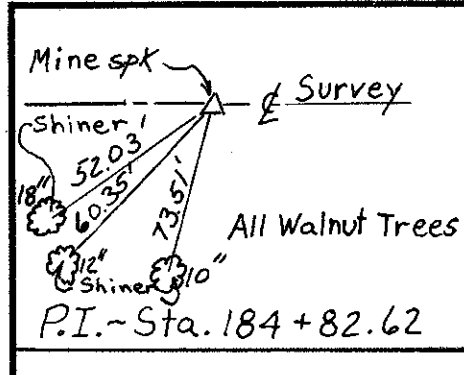 Mine spk
℄ Survey
Shiner
52.03'
18"
60.35'
73.51'
All Walnut Trees
12"
10"
Shiner
P.I.~Sta. 184+82.62